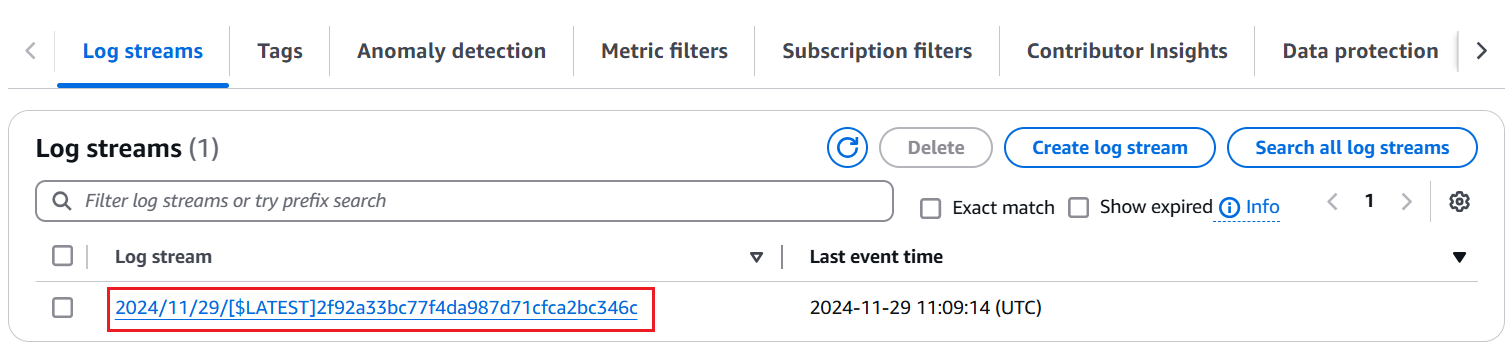 Log streams Tags Anomaly detection Metric filters Subscription filters Contributor Insights Data protection
Log streams (1) Delete Create log stream Search all log streams
Filter log streams or try prefix search Exact match Show expired Info 1
Log stream Last event time
2024/11/29/[$LATEST]2f92a33bc77f4da987d71cfca2bc346c 2024-11-29 11:09:14 (UTC)